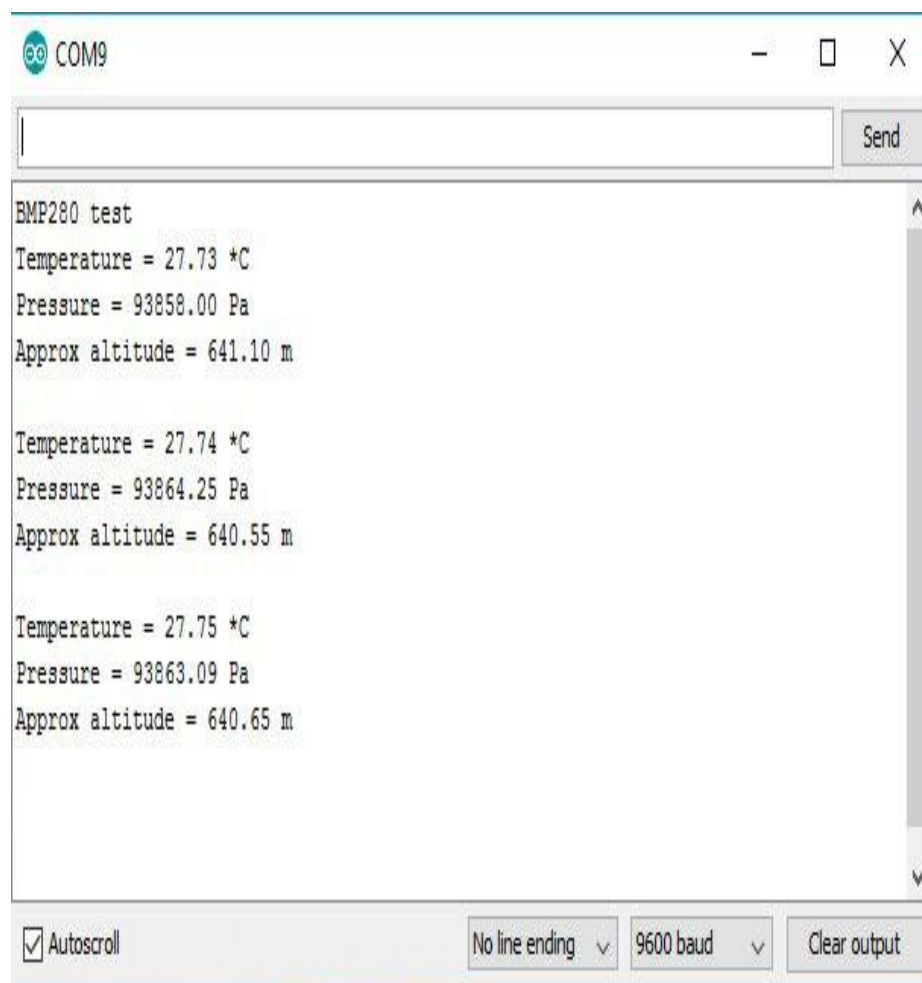 COM9
Send
BMP280 test
Temperature = 27.73 *C
Pressure = 93858.00 Pa
Approx altitude = 641.10 m
Temperature = 27.74 *C
Pressure = 93864.25 Pa
Approx altitude = 640.55 m
Temperature = 27.75 *C
Pressure = 93863.09 Pa
Approx altitude = 640.65 m
Autoscroll No line ending 9600 baud Clear output